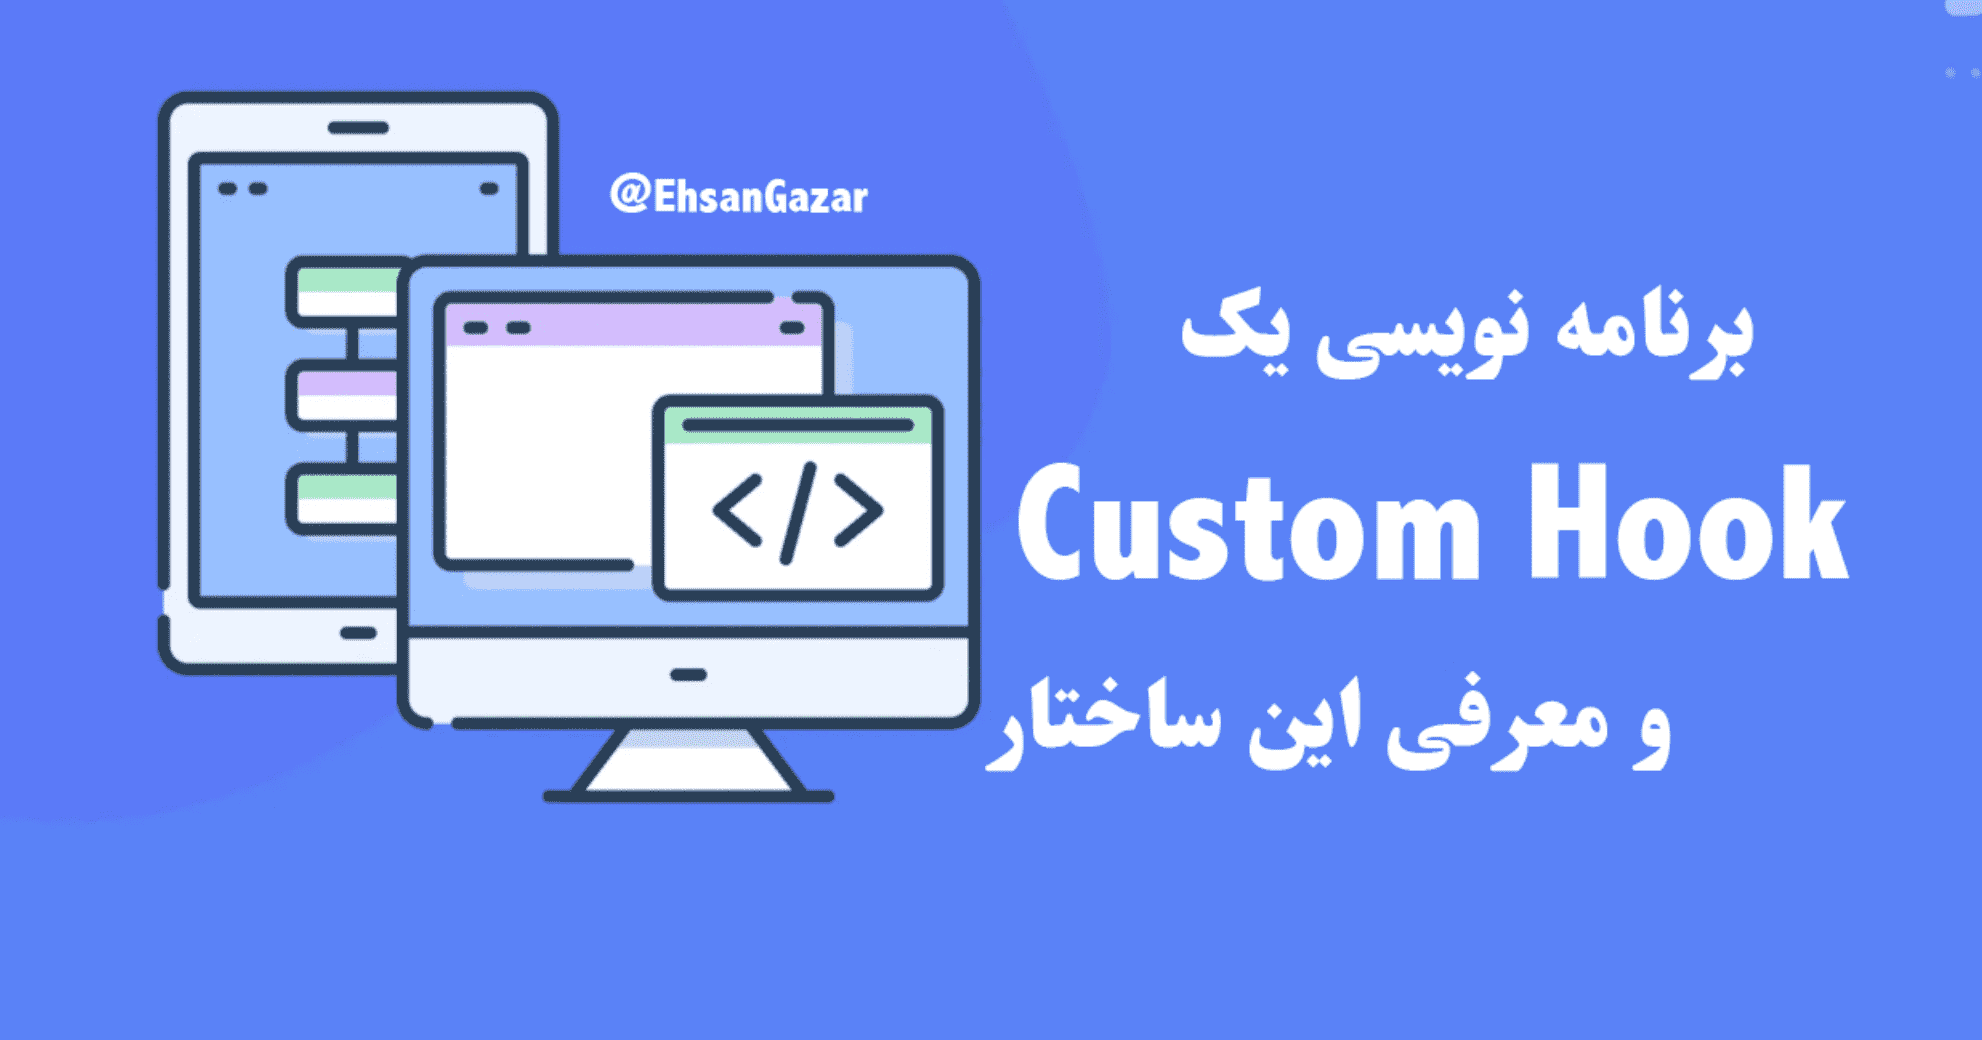 @EhsanGazar
برنامه نویسی یک
Custom Hook
و معرفی این ساختار